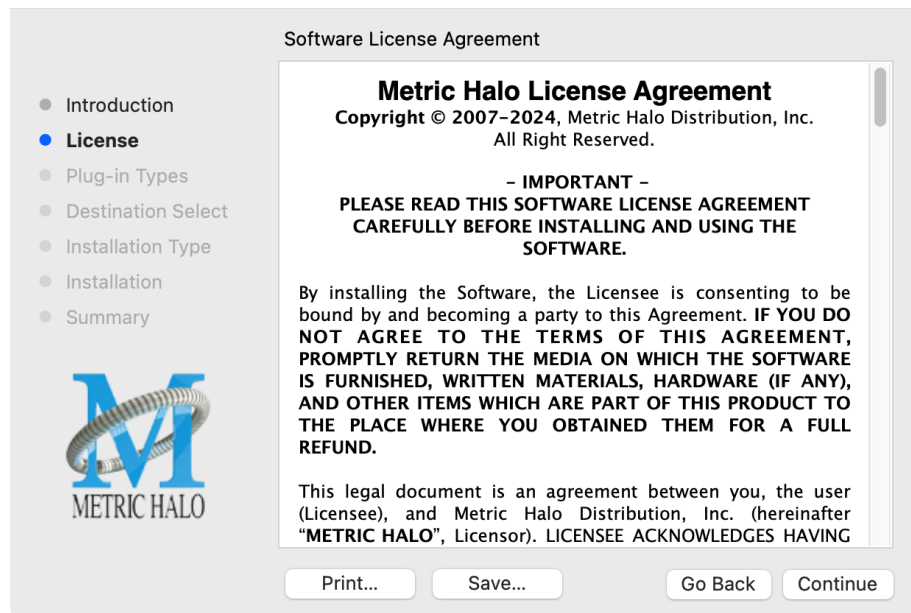 Software License Agreement
Introduction
License
Plug-in Types
Destination Select
Installation Type
Installation
Summary
METRIC HALO
Metric Halo License Agreement
Copyright © 2007–2024, Metric Halo Distribution, Inc.
All Right Reserved.
– IMPORTANT –
PLEASE READ THIS SOFTWARE LICENSE AGREEMENT
CAREFULLY BEFORE INSTALLING AND USING THE
SOFTWARE.
By installing the Software, the Licensee is consenting to be
bound by and becoming a party to this Agreement. IF YOU DO
NOT AGREE TO THE TERMS OF THIS AGREEMENT,
PROMPTLY RETURN THE MEDIA ON WHICH THE SOFTWARE
IS FURNISHED, WRITTEN MATERIALS, HARDWARE (IF ANY),
AND OTHER ITEMS WHICH ARE PART OF THIS PRODUCT TO
THE PLACE WHERE YOU OBTAINED THEM FOR A FULL
REFUND.
This legal document is an agreement between you, the user
(Licensee), and Metric Halo Distribution, Inc. (hereinafter
“METRIC HALO”, Licensor). LICENSEE ACKNOWLEDGES HAVING
Print...
Save...
Go Back
Continue